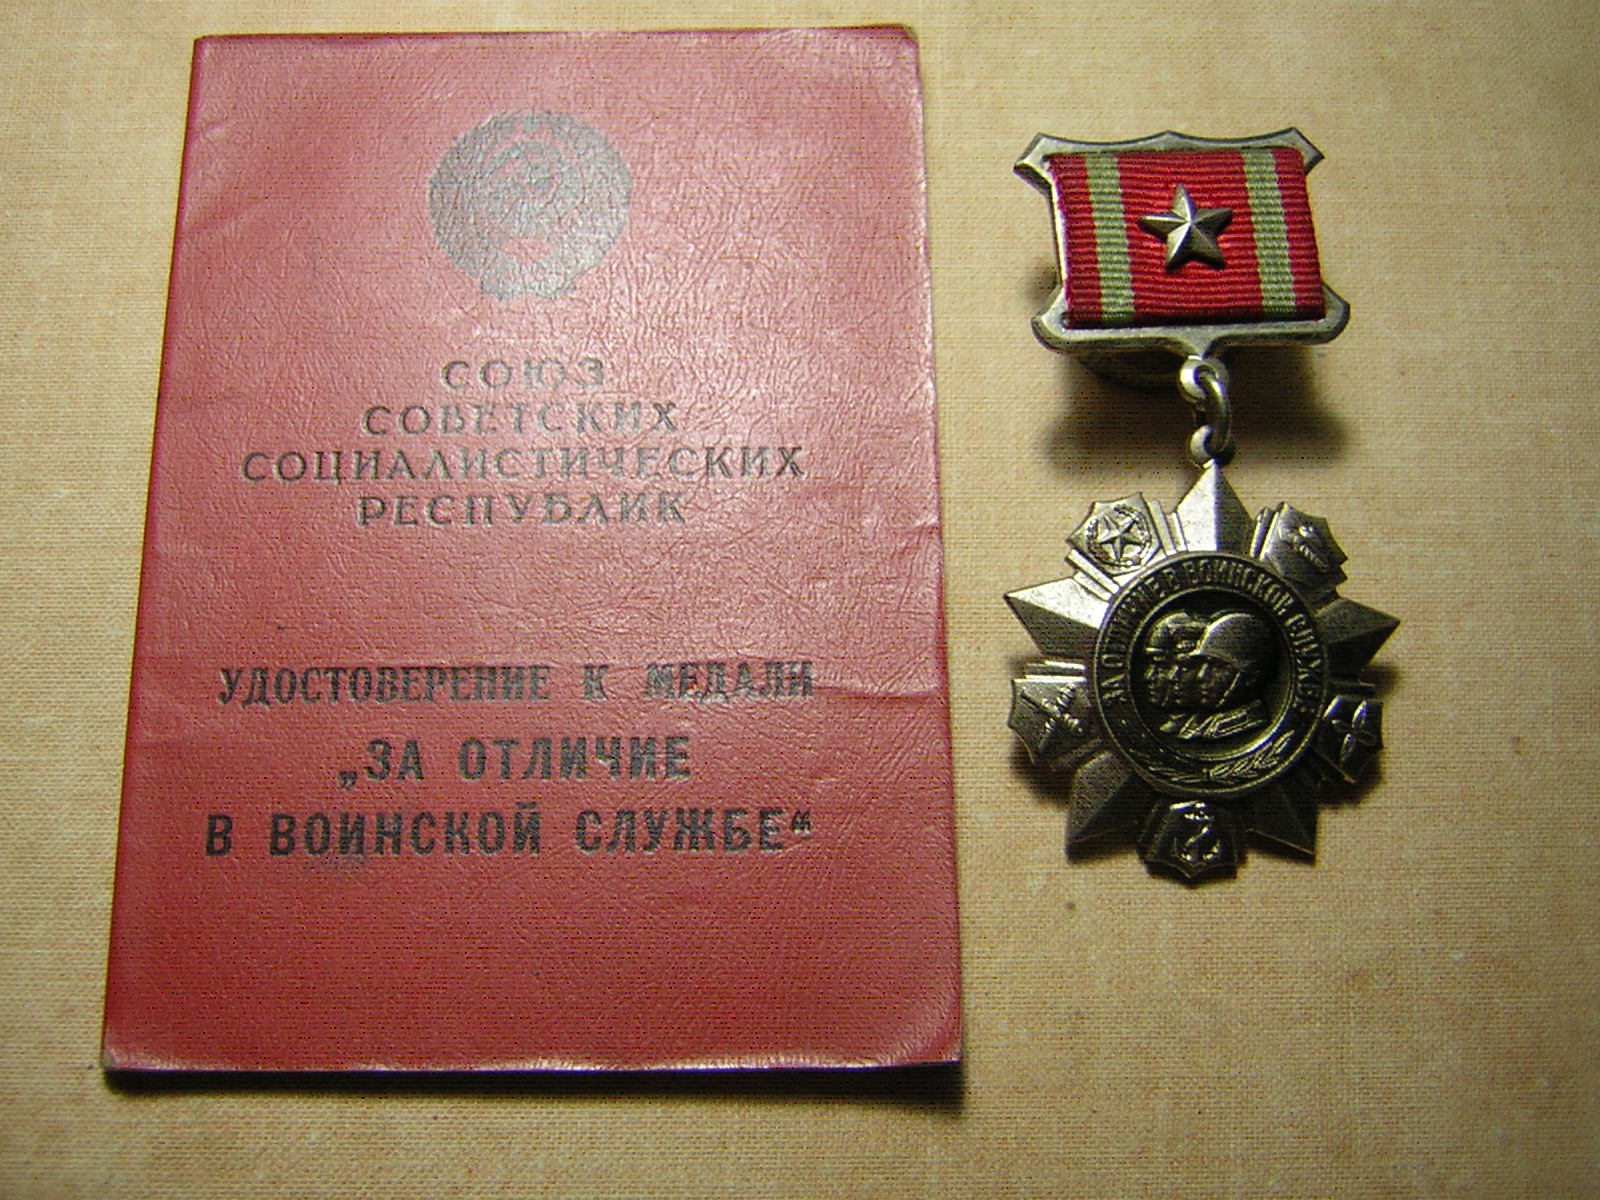 СОЮЗ
СОВЕТСКИХ
СОЦИАЛИСТИЧЕСКИХ
РЕСПУБЛИК
УДОСТОВЕРЕНИЕ К МЕДАЛИ
„ЗА ОТЛИЧИЕ
В ВОИНСКОЙ СЛУЖБЕ“
ЗА ОТЛИЧИЕ В ВОИНСКОЙ СЛУЖБЕ